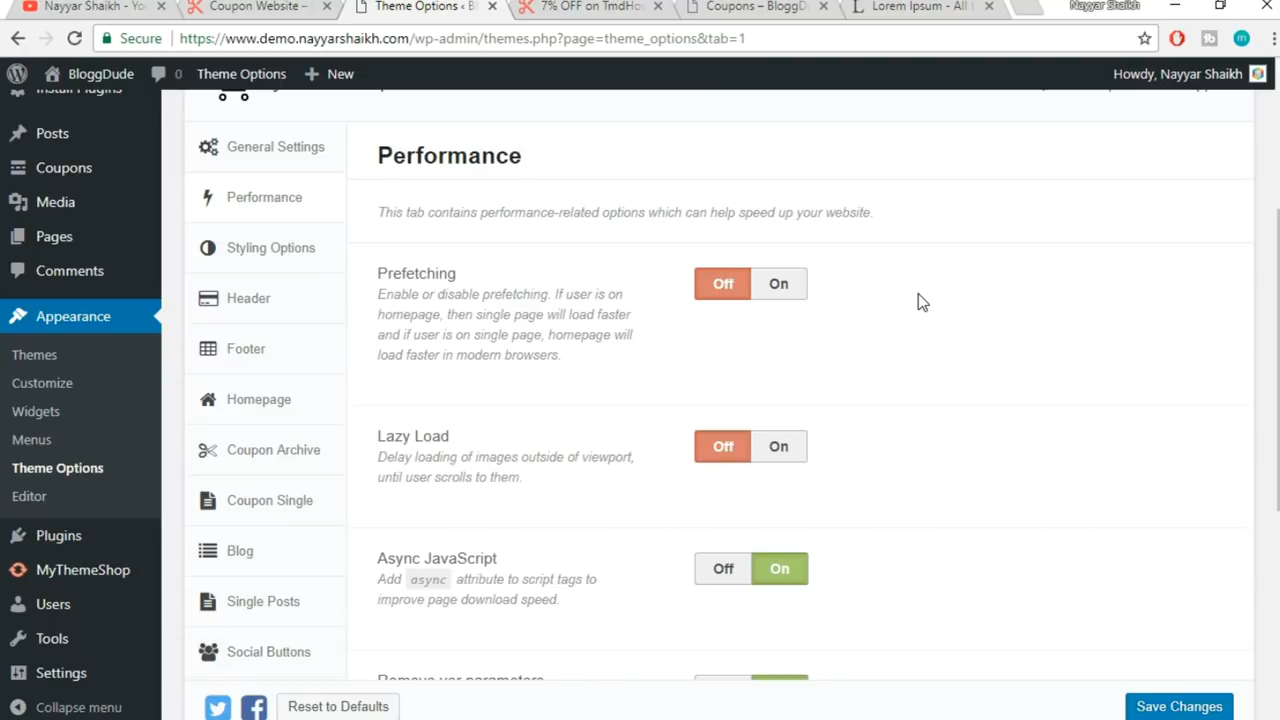 Nayyar Shaikh - Yo
Coupon Website –
Theme Options ‹ Bl
7% OFF on TmdHos
Coupons – BloggDu
Lorem Ipsum - All t
Nayyar Shaikh
Secure
https://www.demo.nayyarshaikh.com/wp-admin/themes.php?page=theme_options&tab=1
BloggDude
0
Theme Options
New
Howdy, Nayyar Shaikh
Install Plugins
Posts
Coupons
Media
Pages
Comments
Appearance
Themes
Customize
Widgets
Menus
Theme Options
Editor
Plugins
MyThemeShop
Users
Tools
Settings
Collapse menu
General Settings
Performance
Styling Options
Header
Footer
Homepage
Coupon Archive
Coupon Single
Blog
Single Posts
Social Buttons
Performance
This tab contains performance-related options which can help speed up your website.
Prefetching
Enable or disable prefetching. If user is on
homepage, then single page will load faster
and if user is on single page, homepage will
load faster in modern browsers.
Off On
Lazy Load
Delay loading of images outside of viewport,
until user scrolls to them.
Off On
Async JavaScript
Add async attribute to script tags to
improve page download speed.
Off On
Remove ver parameters
Reset to Defaults
Save Changes